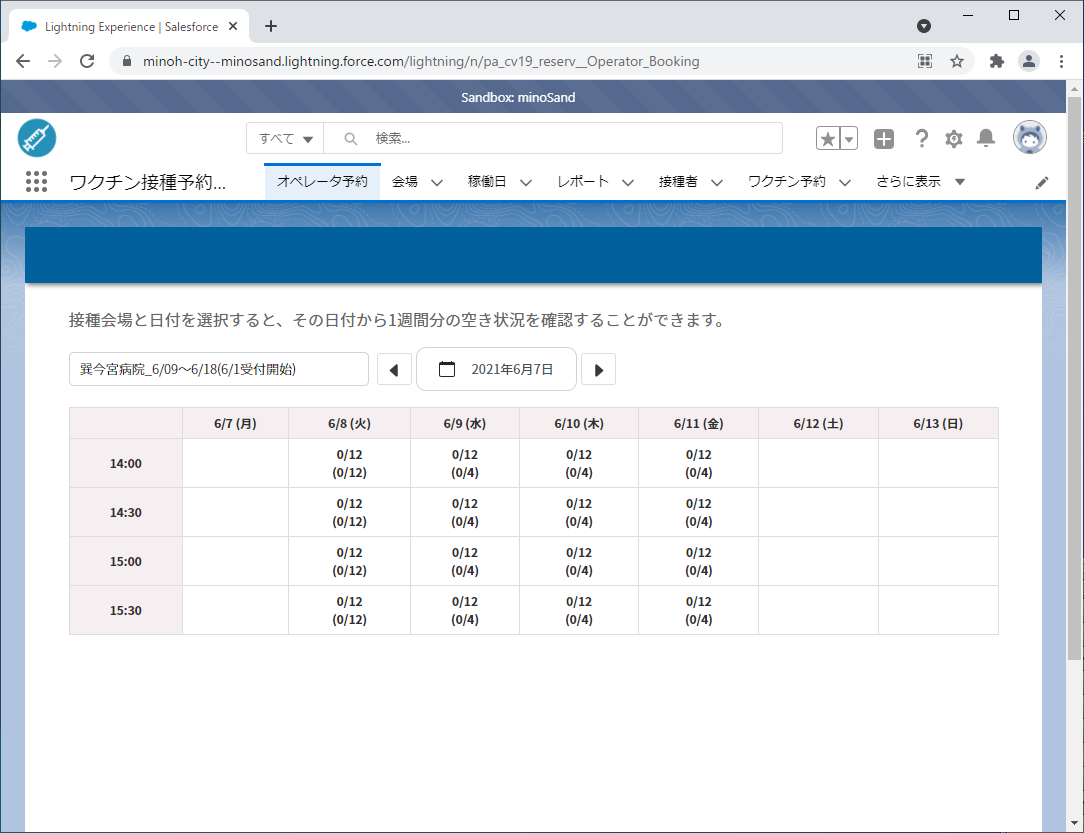 Lightning Experience | Salesforce
minoh-city--minosand.lightning.force.com/lightning/n/pa_cv19_reserv__Operator_Booking
Sandbox: minoSand
すべて 検索...
ワクチン接種予約... オペレータ予約 会場 稼働日 レポート 接種者 ワクチン予約 さらに表示
接種会場と日付を選択すると、その日付から1週間分の空き状況を確認することができます。
巽今宮病院_6/09～6/18(6/1受付開始) 2021年6月7日
6/7 (月) 6/8 (火) 6/9 (水) 6/10 (木) 6/11 (金) 6/12 (土) 6/13 (日)
14:00 0/12 0/12 0/12 0/12
(0/12) (0/4) (0/4) (0/4)
14:30 0/12 0/12 0/12 0/12
(0/12) (0/4) (0/4) (0/4)
15:00 0/12 0/12 0/12 0/12
(0/12) (0/4) (0/4) (0/4)
15:30 0/12 0/12 0/12 0/12
(0/12) (0/4) (0/4) (0/4)